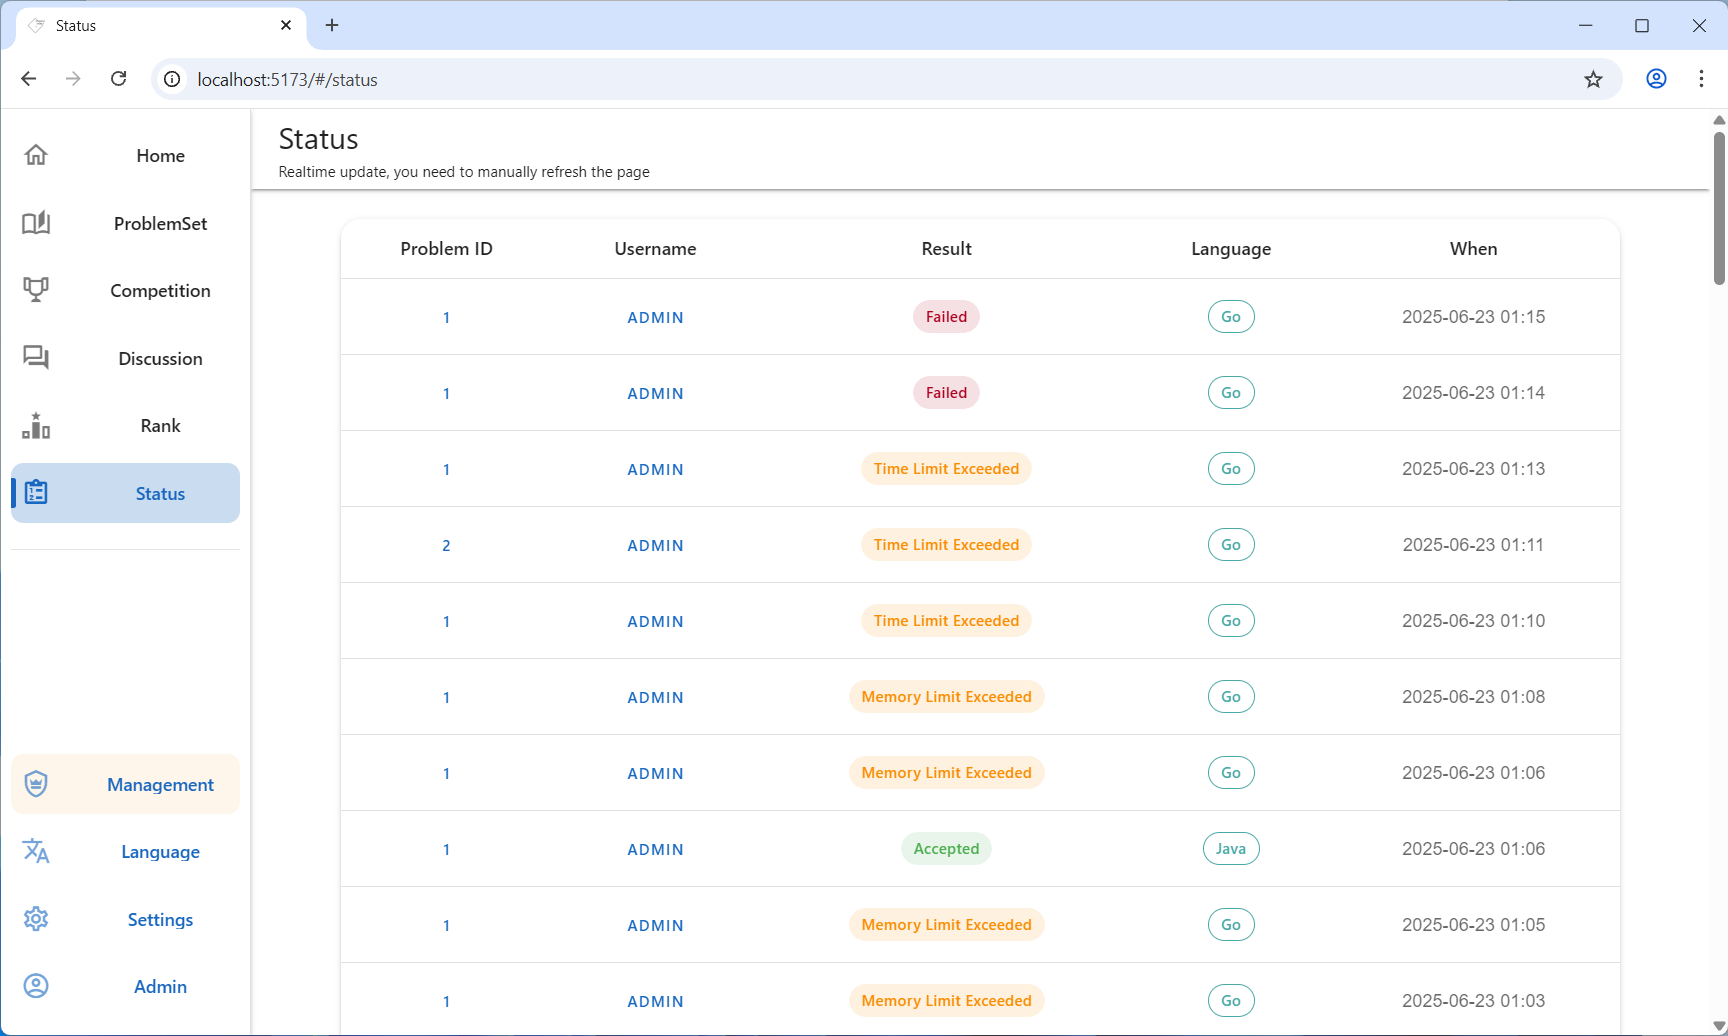 Status
localhost:5173/#/status
Home
ProblemSet
Competition
Discussion
Rank
Status
Management
Language
Settings
Admin
Status
Realtime update, you need to manually refresh the page
Problem ID Username Result Language When
1 ADMIN Failed Go 2025-06-23 01:15
1 ADMIN Failed Go 2025-06-23 01:14
1 ADMIN Time Limit Exceeded Go 2025-06-23 01:13
2 ADMIN Time Limit Exceeded Go 2025-06-23 01:11
1 ADMIN Time Limit Exceeded Go 2025-06-23 01:10
1 ADMIN Memory Limit Exceeded Go 2025-06-23 01:08
1 ADMIN Memory Limit Exceeded Go 2025-06-23 01:06
1 ADMIN Accepted Java 2025-06-23 01:06
1 ADMIN Memory Limit Exceeded Go 2025-06-23 01:05
1 ADMIN Memory Limit Exceeded Go 2025-06-23 01:03